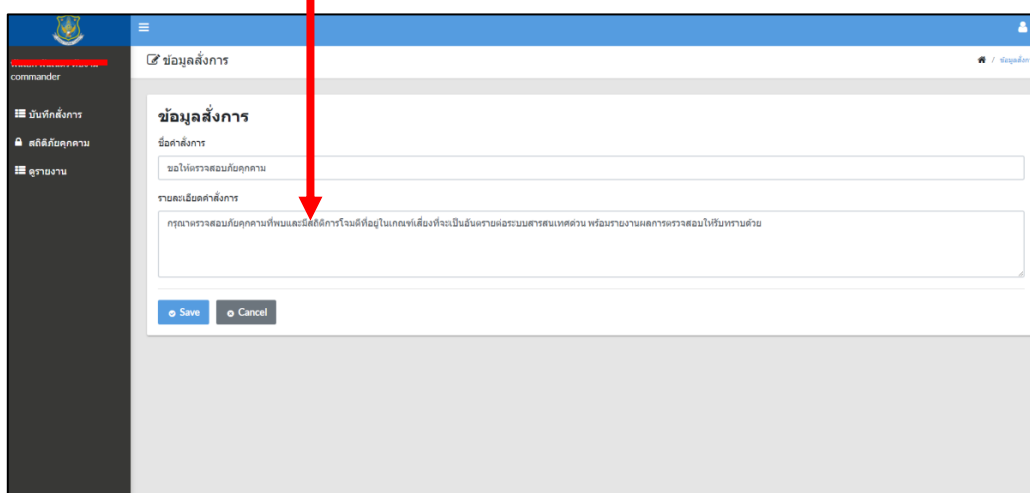 ข้อมูลสั่งการ
commander
บันทึกสั่งการ
สถิติภัยคุกคาม
ดูรายงาน
ข้อมูลสั่งการ
ชื่อคำสั่งการ
ขอให้ตรวจสอบภัยคุกคาม
รายละเอียดคำสั่งการ
กรุณาตรวจสอบภัยคุกคามที่พบและมีสถิติการโจมตีที่อยู่ในเกณฑ์เสี่ยงที่จะเป็นอันตรายต่อระบบสารสนเทศด่วน พร้อมรายงานผลการตรวจสอบให้รับทราบด้วย
Save
Cancel